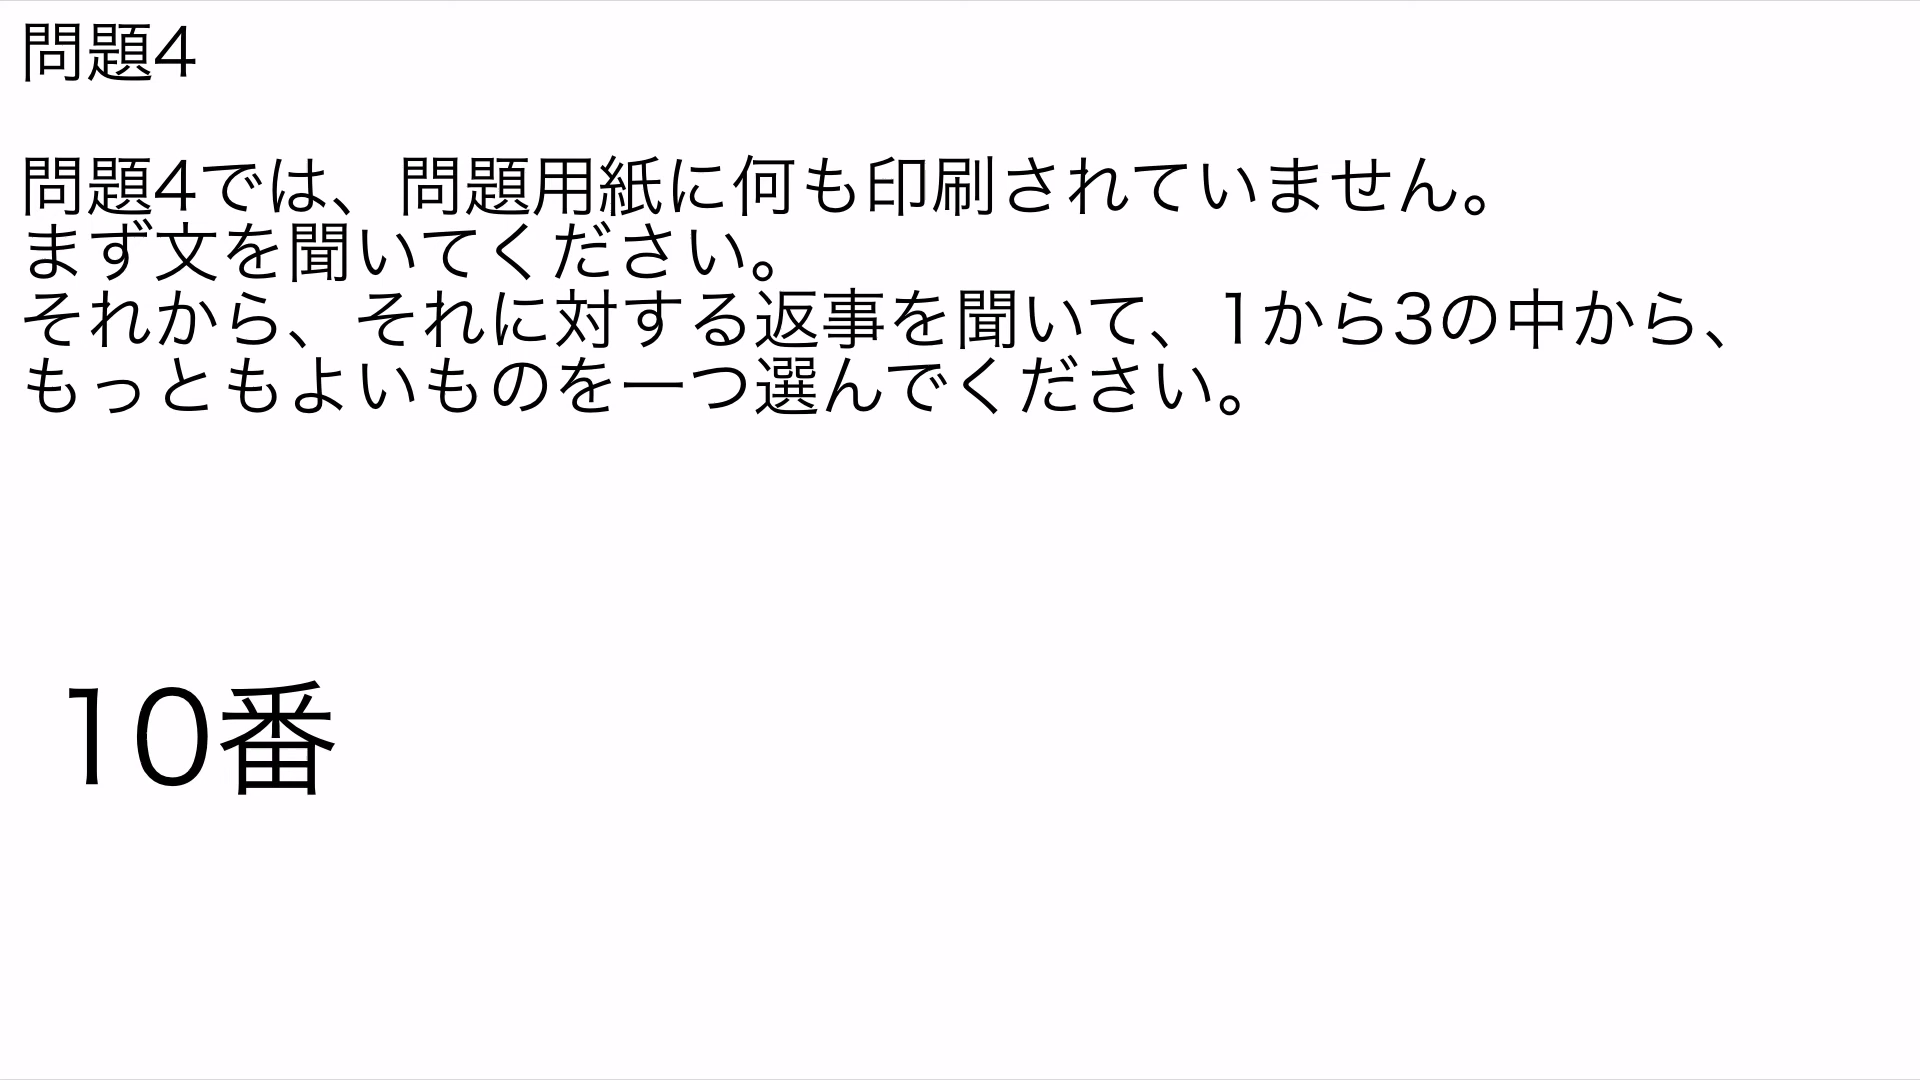 問題4
問題4では、問題用紙に何も印刷されていません。
まず文を聞いてください。
それから、それに対する返事を聞いて、1から3の中から、
もっともよいものを一つ選んでください。
10番